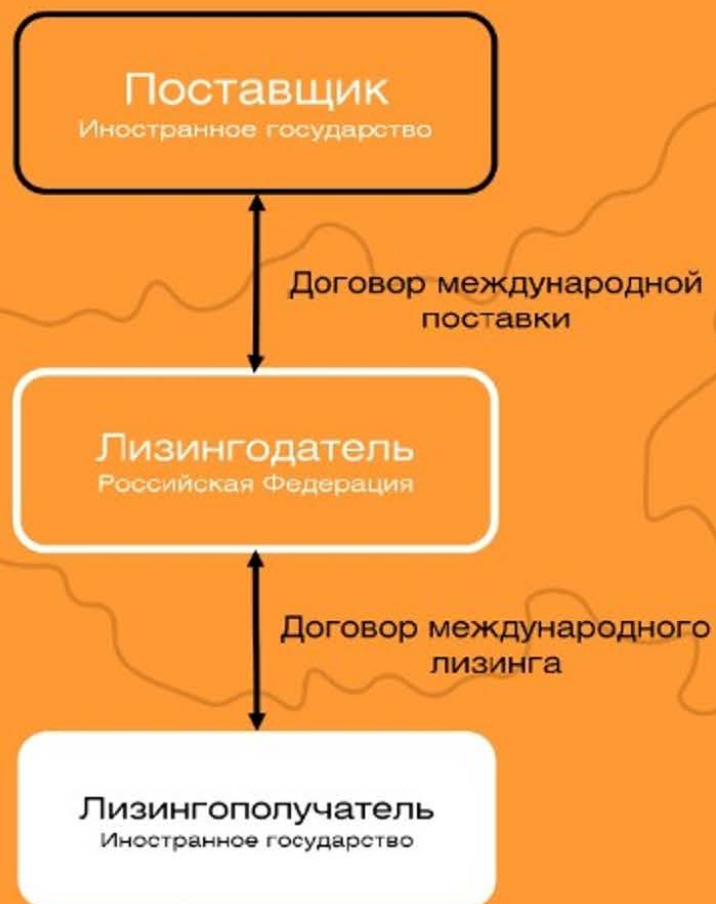 Поставщик
Иностранное государство
Договор международной
поставки
Лизингодатель
Российская Федерация
Договор международного
лизинга
Лизингополучатель
Иностранное государство